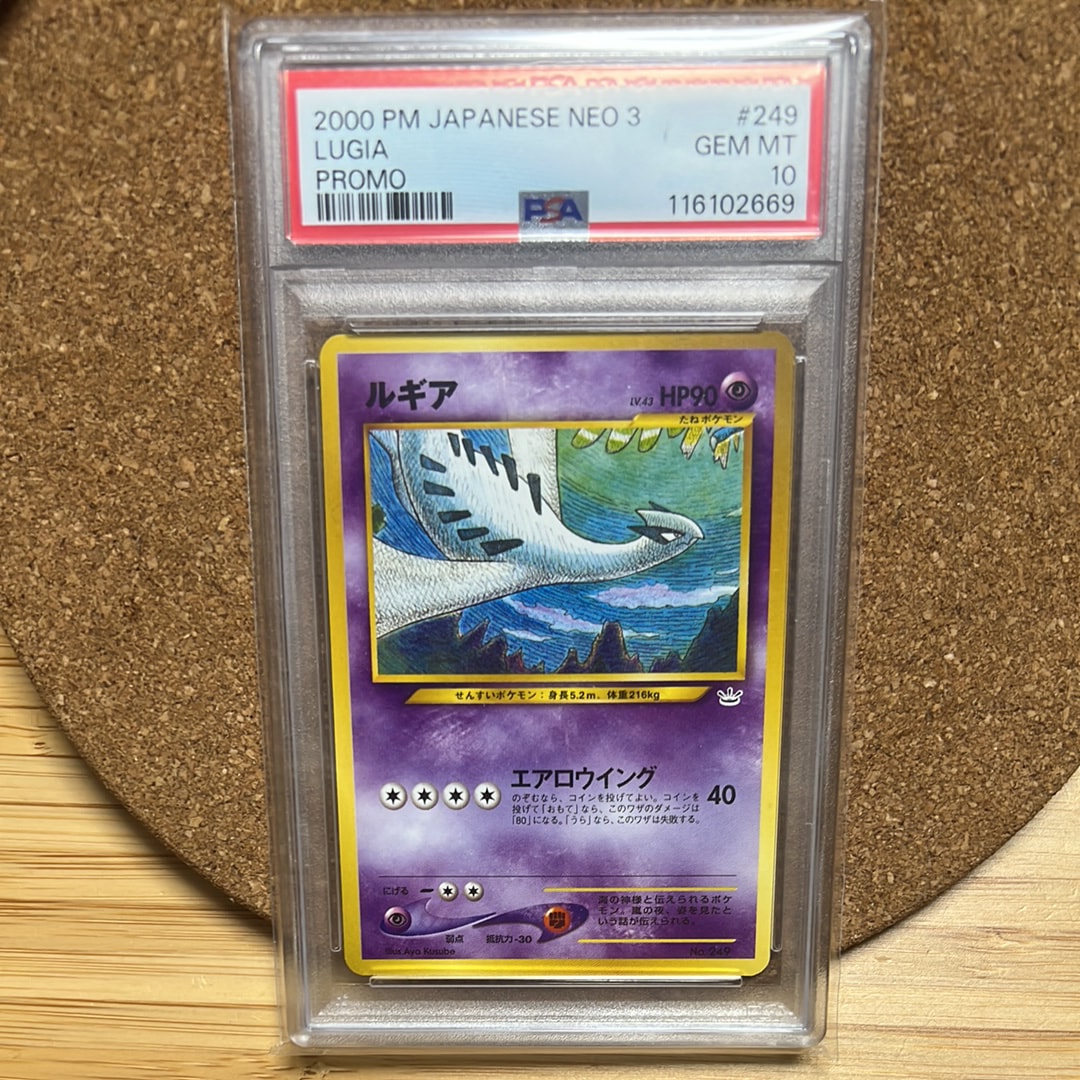 2000 PM JAPANESE NEO 3 #249
LUGIA GEM MT
PROMO 10
PSA 116102669
ルギア LV.43 HP90
たねポケモン
せんすいポケモン：身長5.2m、体重216kg
エアロウイング 40
のぞむなら、コインを投げてよい。コインを
投げて「おもて」なら、このワザのダメージは
「80」になる。「うら」なら、このワザは失敗する。
にげる
弱点 抵抗力 -30
海の神様と伝えられるポケ
モン。嵐の夜、姿を見たと
いう話が伝えられる。
Illus. Aya Kusube No. 249